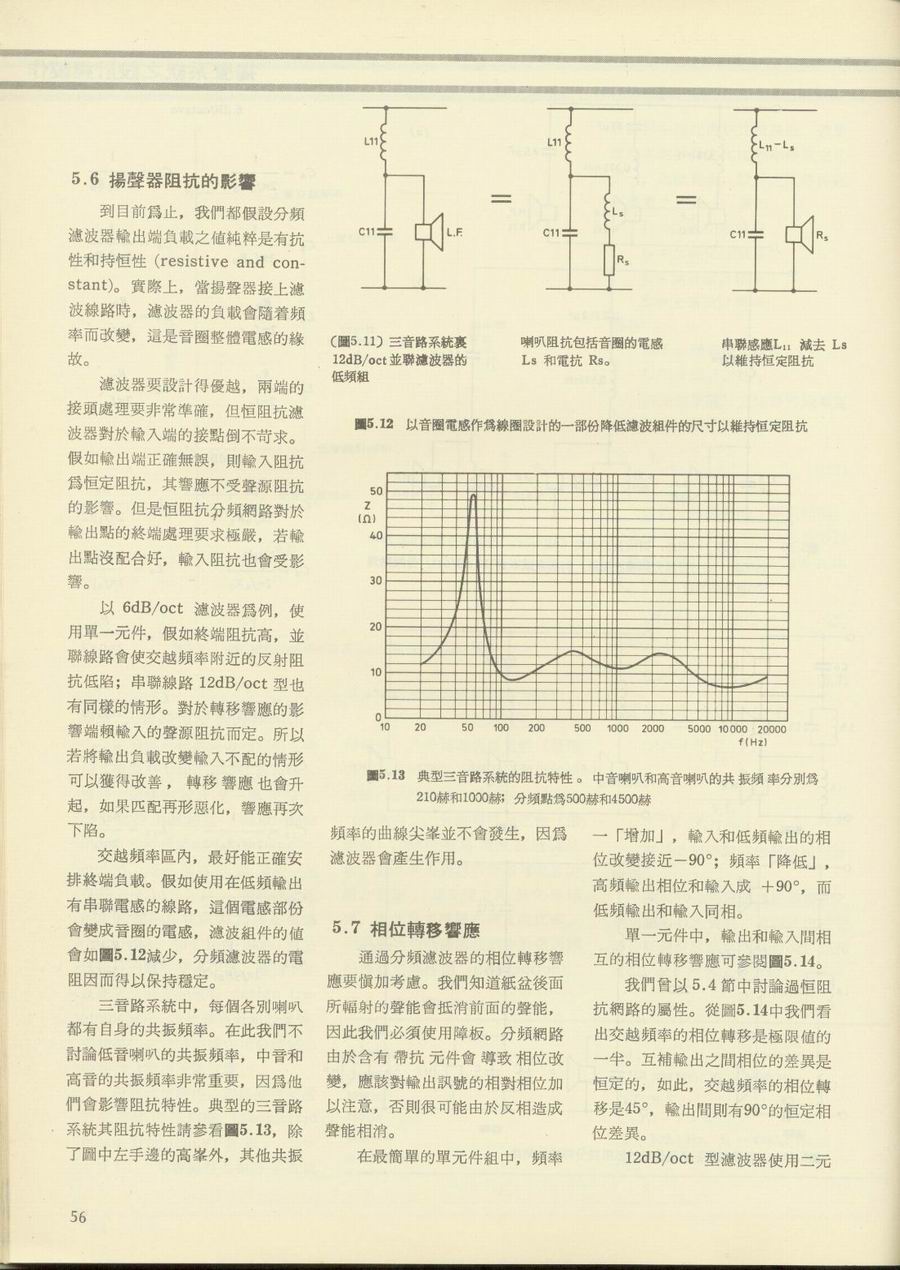 5.6 揚聲器阻抗的影響
到目前爲止，我們都假設分頻
濾波器輸出端負載之值純粹是有抗
性和持恒性 (resistive and con-
stant)。實際上，當揚聲器接上濾
波線路時，濾波器的負載會隨着頻
率而改變，這是音圈整體電感的緣
故。
濾波器要設計得優越，兩端的
接頭處理要非常準確，但恒阻抗濾
波器對於輸入端的接點倒不苛求。
假如輸出端正確無誤，則輸入阻抗
爲恒定阻抗，其響應不受聲源阻抗
的影響。但是恒阻抗分頻網路對於
輸出點的終端處理要求極嚴，若輸
出點沒配合好，輸入阻抗也會受影
響。
以 6dB/oct 濾波器爲例，使
用單一元件，假如終端阻抗高，並
聯線路會使交越頻率附近的反射阻
抗低陷；串聯線路 12dB/oct 型也
有同樣的情形。對於轉移響應的影
響端賴輸入的聲源阻抗而定。所以
若將輸出負載改變輸入不配的情形
可以獲得改善， 轉移 響應 也會升
起，如果匹配再形惡化，響應再次
下陷。
交越頻率區內，最好能正確安
排終端負載。假如使用在低頻輸出
有串聯電感的線路，這個電感部份
會變成音圈的電感，濾波組件的值
會如圖5.12減少，分頻濾波器的電
阻因而得以保持穩定。
三音路系統中，每個各別喇叭
都有自身的共振頻率。在此我們不
討論低音喇叭的共振頻率，中音和
高音的共振頻率非常重要，因爲他
們會影響阻抗特性。典型的三音路
系統其阻抗特性請參看圖5.13，除
了圖中左手邊的高峯外，其他共振
L11
C11
L.F.
=
L11
C11
Ls
Rs
=
L11-Ls
C11
Rs
(圖5.11) 三音路系統裏
12dB/oct並聯濾波器的
低頻組
喇叭阻抗包括音圈的電感
Ls 和電抗 Rs。
串聯感應L11 減去 Ls
以維持恒定阻抗
圖5.12 以音圈電感作爲線圈設計的一部份降低濾波組件的尺寸以維持恒定阻抗
50
Z
(Ω)
40
30
20
10
0
10 20 50 100 200 500 1000 2000 5000 10000 20000
f(Hz)
圖5.13 典型三音路系統的阻抗特性。中音喇叭和高音喇叭的共 振頻 率分別爲
210赫和1000赫；分頻點爲500赫和4500赫
頻率的曲線尖峯並不會發生，因爲
濾波器會產生作用。
5.7 相位轉移響應
通過分頻濾波器的相位轉移響
應要愼加考慮。我們知道紙盆後面
所輻射的聲能會抵消前面的聲能，
因此我們必須使用障板。分頻網路
由於含有 帶抗 元件會 導致 相位改
變，應該對輸出訊號的相對相位加
以注意，否則很可能由於反相造成
聲能相消。
在最簡單的單元件組中，頻率
一「增加」，輸入和低頻輸出的相
位改變接近－90°；頻率「降低」，
高頻輸出相位和輸入成 ＋90°，而
低頻輸出和輸入同相。
單一元件中，輸出和輸入間相
互的相位轉移響應可參閱圖5.14。
我們曾以 5.4 節中討論過恒阻
抗網路的屬性。從圖5.14中我們看
出交越頻率的相位轉移是極限値的
一半。互補輸出之間相位的差異是
恒定的，如此，交越頻率的相位轉
移是45°，輸出間則有90°的恒定相
位差異。
12dB/oct 型濾波器使用二元
56